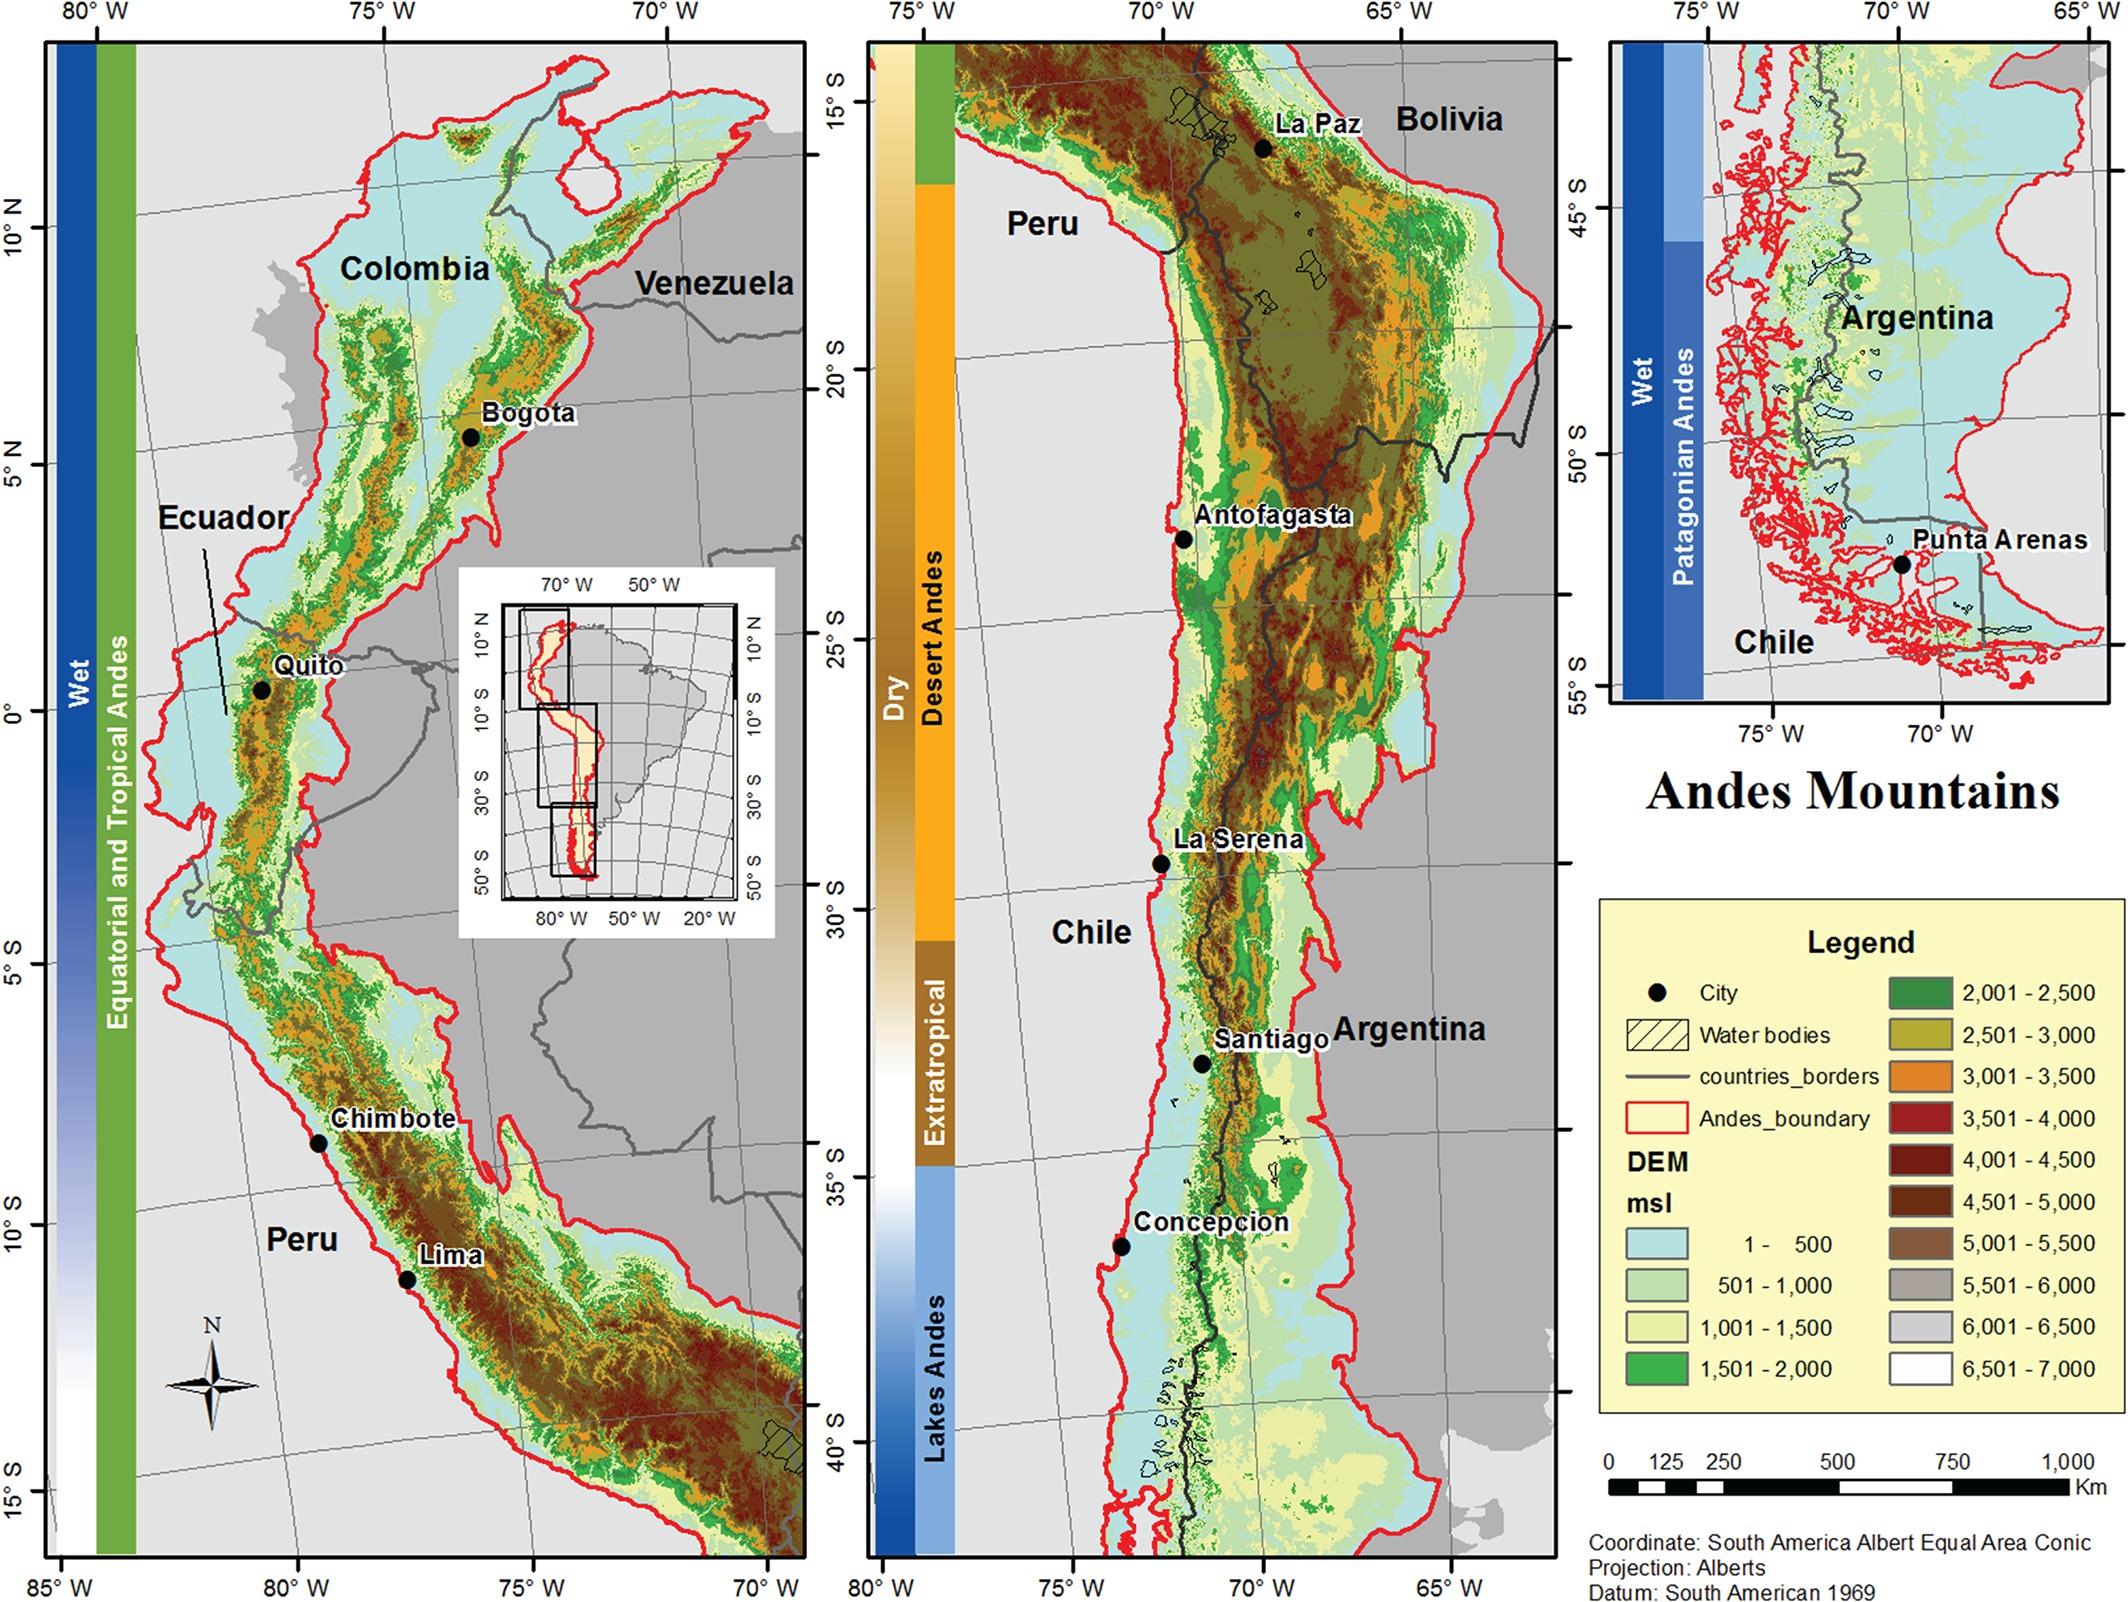 80° W
75° W
70° W
75° W
70° W
65° W
75° W
70° W
65° W
10° N
5° N
0°
5° S
10° S
15° S
Wet
Equatorial and Tropical Andes
Colombia
Venezuela
Bogota
Ecuador
Quito
Chimbote
Peru
Lima
N
70° W
50° W
10° N
10° S
30° S
50° S
10° N
10° S
30° S
50° S
80° W
50° W
20° W
85° W
80° W
75° W
70° W
15° S
20° S
25° S
30° S
35° S
40° S
Dry
Desert Andes
Extratropical
Lakes Andes
La Paz
Bolivia
Peru
Antofagasta
La Serena
Chile
Santiago
Argentina
Concepcion
80° W
75° W
70° W
65° W
45° S
50° S
55° S
Wet
Patagonian Andes
Argentina
Punta Arenas
Chile
75° W
70° W
Andes Mountains
Legend
City
Water bodies
countries_borders
Andes_boundary
DEM
msl
1 - 500
501 - 1,000
1,001 - 1,500
1,501 - 2,000
2,001 - 2,500
2,501 - 3,000
3,001 - 3,500
3,501 - 4,000
4,001 - 4,500
4,501 - 5,000
5,001 - 5,500
5,501 - 6,000
6,001 - 6,500
6,501 - 7,000
0 125 250 500 750 1,000
Km
Coordinate: South America Albert Equal Area Conic
Projection: Alberts
Datum: South American 1969